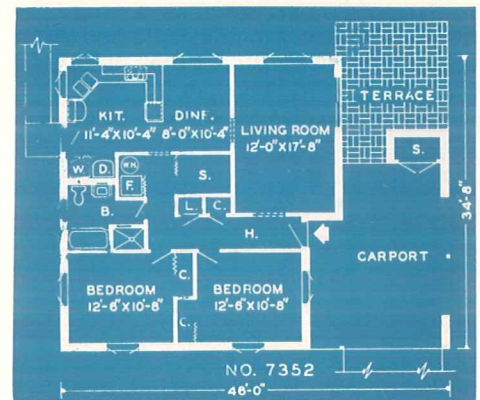 TERRACE
KIT.
DINE.
11'-4"X10'-4"
8'-0"X10'-4"
LIVING ROOM
12'-0"X17'-8"
S.
W.
D.
W.H.
F.
S.
B.
L.
C.
H.
CARPORT
34'-8"
BEDROOM
12'-6"X10'-8"
C.
C.
BEDROOM
12'-6"X10'-8"
NO. 7352
46'-0"